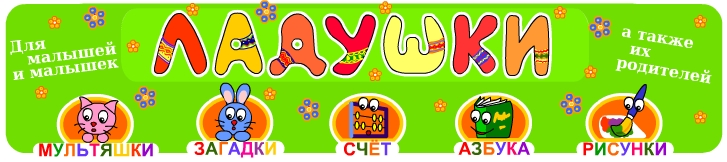 Для
малышей
и малышек
ЛАДУШКИ
а также
их
родителей
МУЛЬТЯШКИ
ЗАГАДКИ
СЧЁТ
АЗБУКА
РИСУНКИ